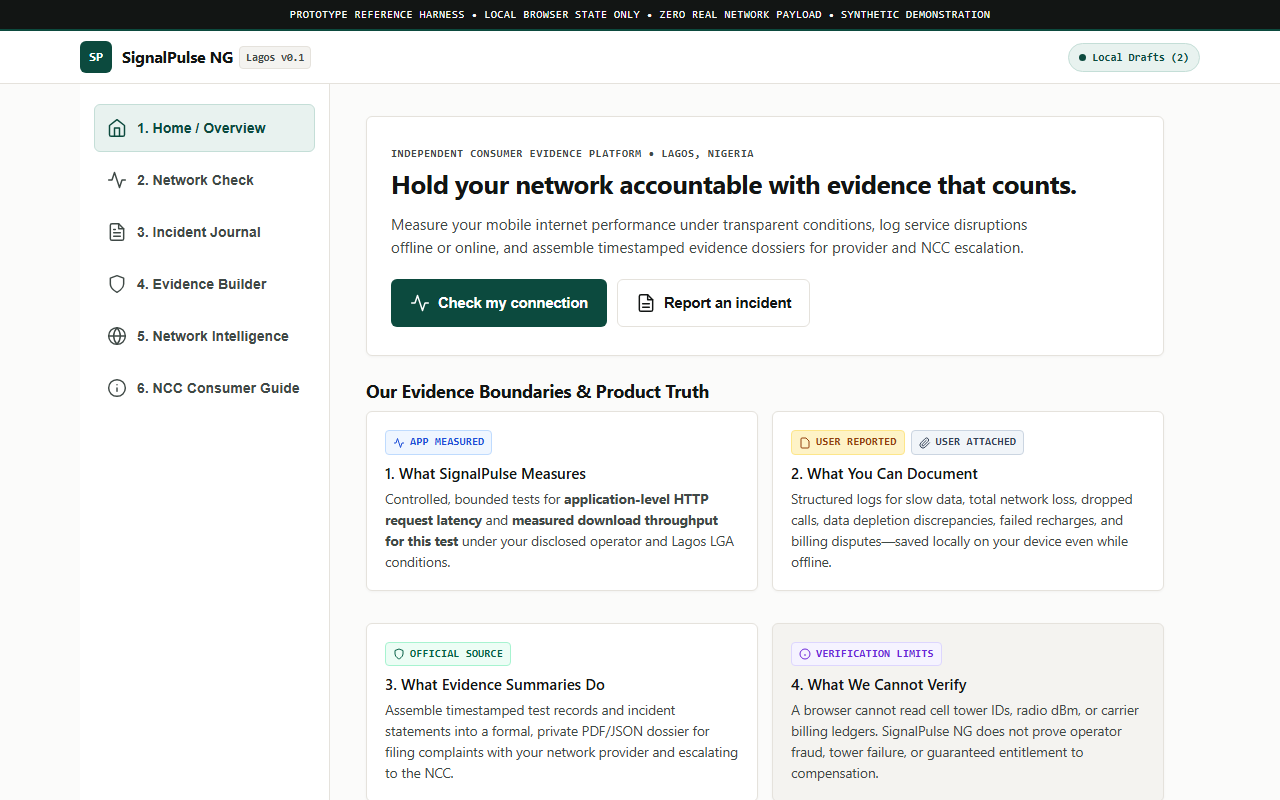 PROTOTYPE REFERENCE HARNESS • LOCAL BROWSER STATE ONLY • ZERO REAL NETWORK PAYLOAD • SYNTHETIC DEMONSTRATION
SP SignalPulse NG Lagos v0.1
Local Drafts (2)
1. Home / Overview
2. Network Check
3. Incident Journal
4. Evidence Builder
5. Network Intelligence
6. NCC Consumer Guide
INDEPENDENT CONSUMER EVIDENCE PLATFORM • LAGOS, NIGERIA
Hold your network accountable with evidence that counts.
Measure your mobile internet performance under transparent conditions, log service disruptions
offline or online, and assemble timestamped evidence dossiers for provider and NCC escalation.
Check my connection
Report an incident
Our Evidence Boundaries & Product Truth
APP MEASURED
1. What SignalPulse Measures
Controlled, bounded tests for application-level HTTP
request latency and measured download throughput
for this test under your disclosed operator and Lagos LGA
conditions.
USER REPORTED
USER ATTACHED
2. What You Can Document
Structured logs for slow data, total network loss, dropped
calls, data depletion discrepancies, failed recharges, and
billing disputes—saved locally on your device even while
offline.
OFFICIAL SOURCE
3. What Evidence Summaries Do
Assemble timestamped test records and incident
statements into a formal, private PDF/JSON dossier for
filing complaints with your network provider and escalating
to the NCC.
VERIFICATION LIMITS
4. What We Cannot Verify
A browser cannot read cell tower IDs, radio dBm, or carrier
billing ledgers. SignalPulse NG does not prove operator
fraud, tower failure, or guaranteed entitlement to
compensation.